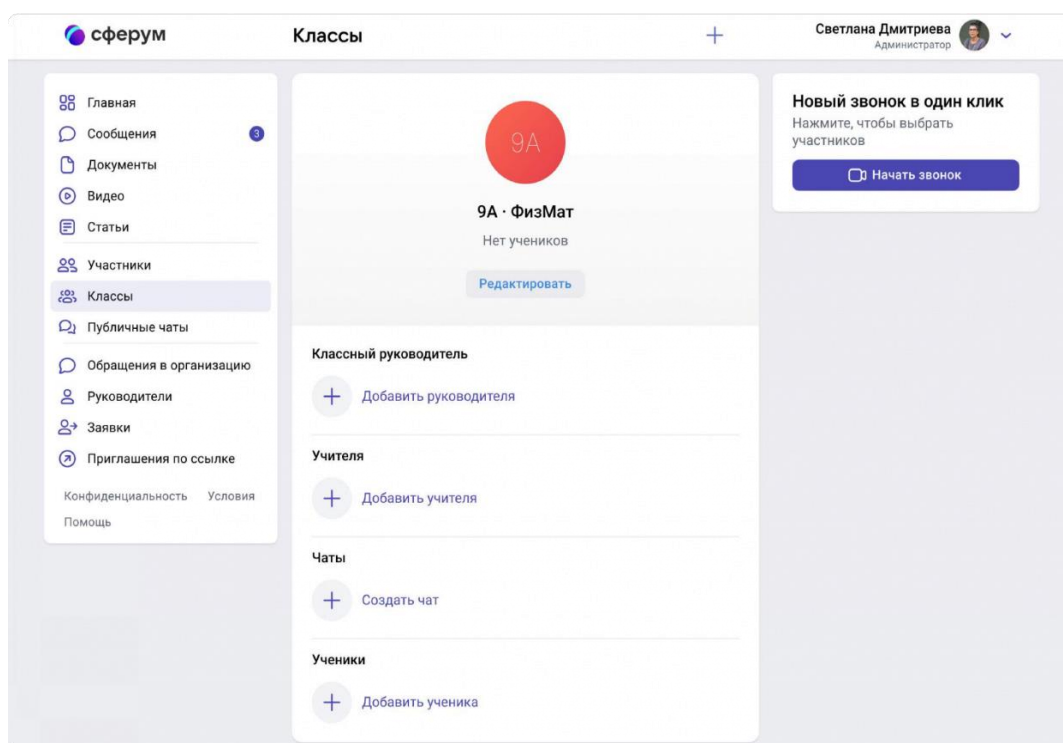 сферум
Классы
Светлана Дмитриева
Администратор
Главная
Сообщения 3
Документы
Видео
Статьи
Участники
Классы
Публичные чаты
Обращения в организацию
Руководители
Заявки
Приглашения по ссылке
Конфиденциальность Условия
Помощь
9А
9А · ФизМат
Нет учеников
Редактировать
Классный руководитель
Добавить руководителя
Учителя
Добавить учителя
Чаты
Создать чат
Ученики
Добавить ученика
Новый звонок в один клик
Нажмите, чтобы выбрать
участников
Начать звонок